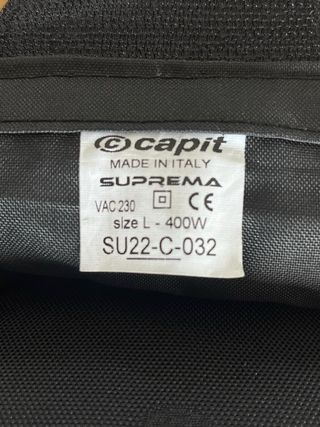 capit
MADE IN ITALY
SUPREMA
VAC 230 CE
size L - 400W
SU22-C-032